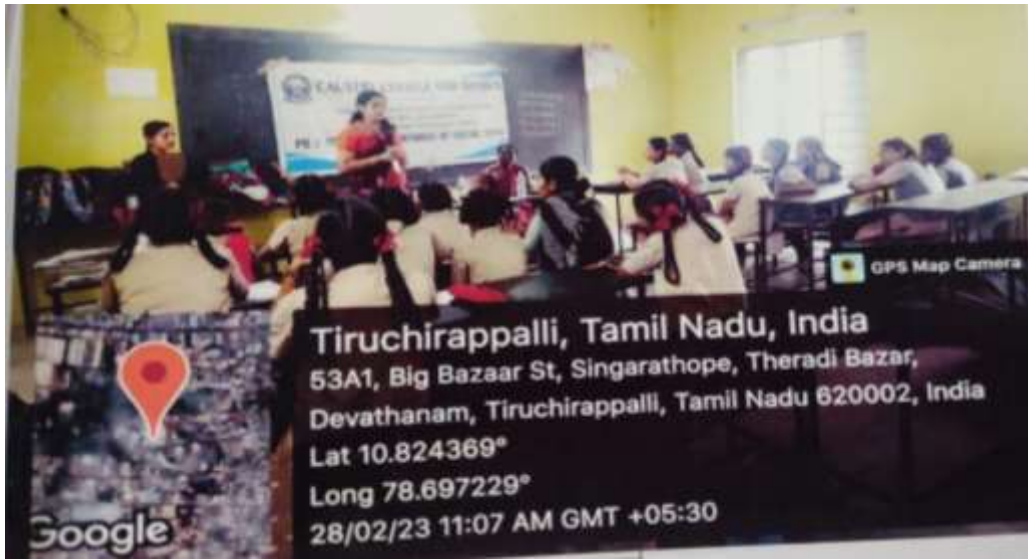 GPS Map Camera
Tiruchirappalli, Tamil Nadu, India
53A1, Big Bazaar St, Singarathope, Theradi Bazar,
Devathanam, Tiruchirappalli, Tamil Nadu 620002, India
Lat 10.824369°
Long 78.697229°
28/02/23 11:07 AM GMT +05:30
Google